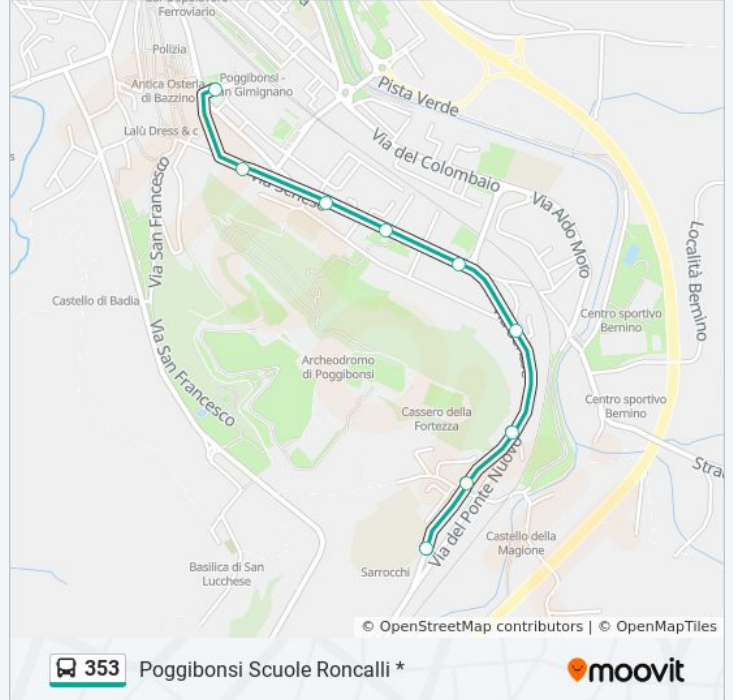 Ferroviario
Polizia
Antica Osteria
di Bazzino
Poggibonsi -
San Gimignano
Lalù Dress & c
Pista Verde
Via del Colombaio
Via Senese
Via Aldo Moro
Via San Francesco
Località Bernino
Castello di Badia
Centro sportivo
Bernino
Via San Francesco
Archeodromo
di Poggibonsi
Centro sportivo
Bernino
Cassero della
Fortezza
Via del Ponte Nuovo
Castello della
Magione
Basilica di San
Lucchese
Sarrocchi
© OpenStreetMap contributors | © OpenMapTiles
353 Poggibonsi Scuole Roncalli *
moovit